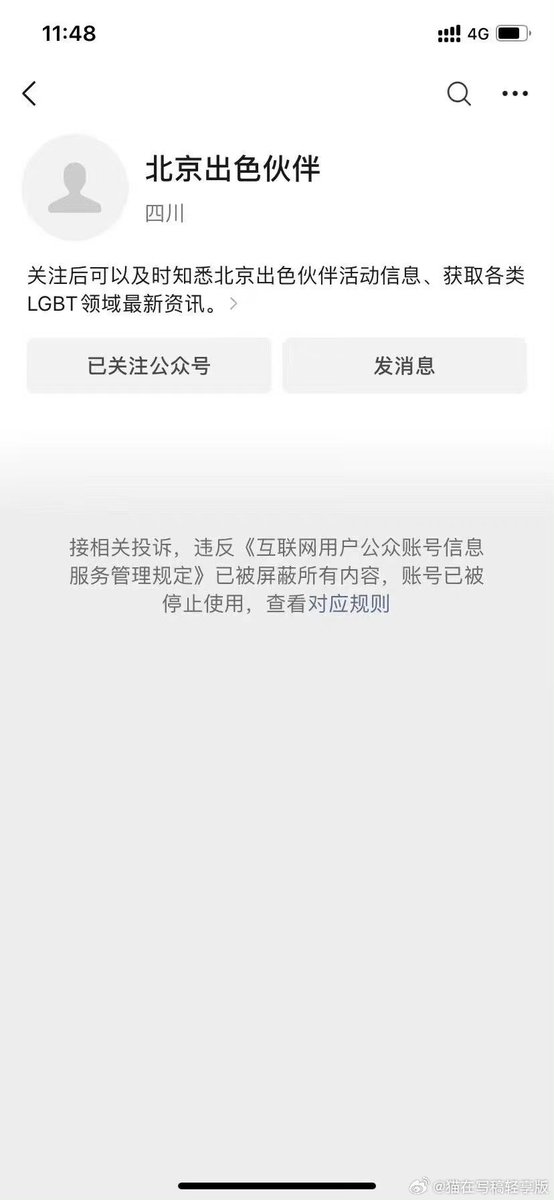 11:48
4G
北京出色伙伴
四川
关注后可以及时知悉北京出色伙伴活动信息、获取各类
LGBT领域最新资讯。
已关注公众号
发消息
接相关投诉，违反《互联网用户公众账号信息
服务管理规定》已被屏蔽所有内容，账号已被
停止使用，查看对应规则
@猫在写稿轻享版